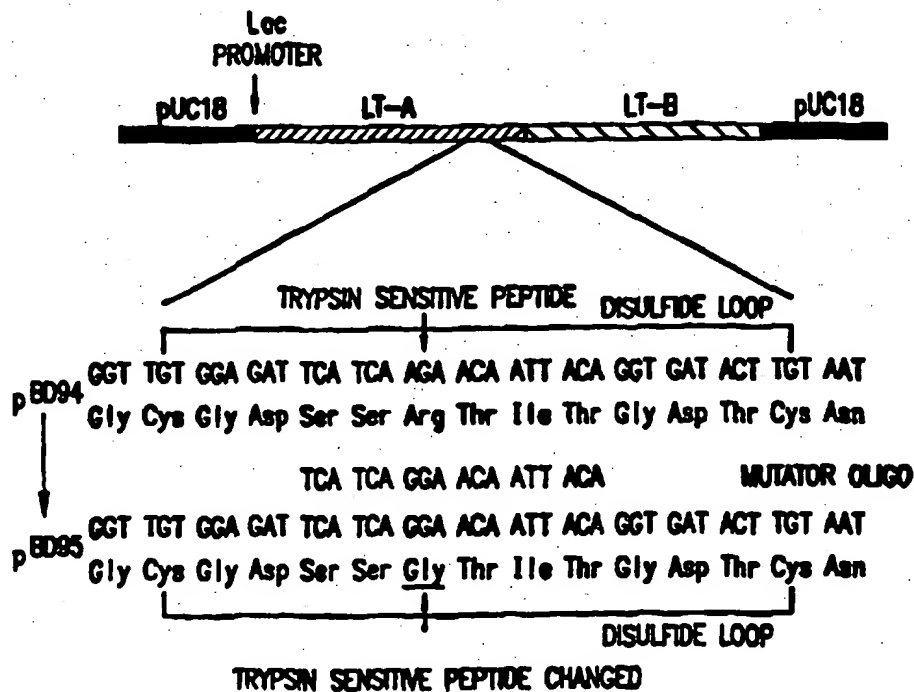 Lac
PROMOTER
pUC18 LT-A LT-B pUC18
TRYPSIN SENSITIVE PEPTIDE DISULFIDE LOOP
pBD94 GGT TGT GGA GAT TCA TCA AGA ACA ATT ACA GGT GAT ACT TGT AAT
Gly Cys Gly Asp Ser Ser Arg Thr Ile Thr Gly Asp Thr Cys Asn
TCA TCA GGA ACA ATT ACA MUTATOR OLIGO
pBD95 GGT TGT GGA GAT TCA TCA GGA ACA ATT ACA GGT GAT ACT TGT AAT
Gly Cys Gly Asp Ser Ser Gly Thr Ile Thr Gly Asp Thr Cys Asn
DISULFIDE LOOP
TRYPSIN SENSITIVE PEPTIDE CHANGED